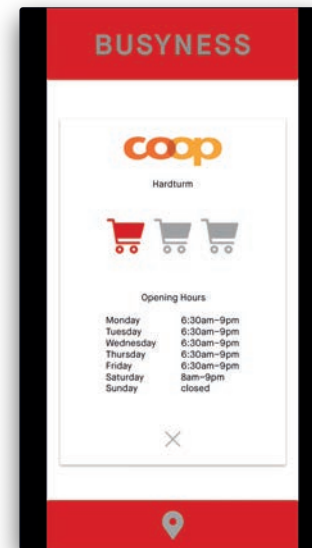 BUSYNESS
coop
Hardturm
Opening Hours
Monday 6:30am–9pm
Tuesday 6:30am–9pm
Wednesday 6:30am–9pm
Thursday 6:30am–9pm
Friday 6:30am–9pm
Saturday 8am–9pm
Sunday closed